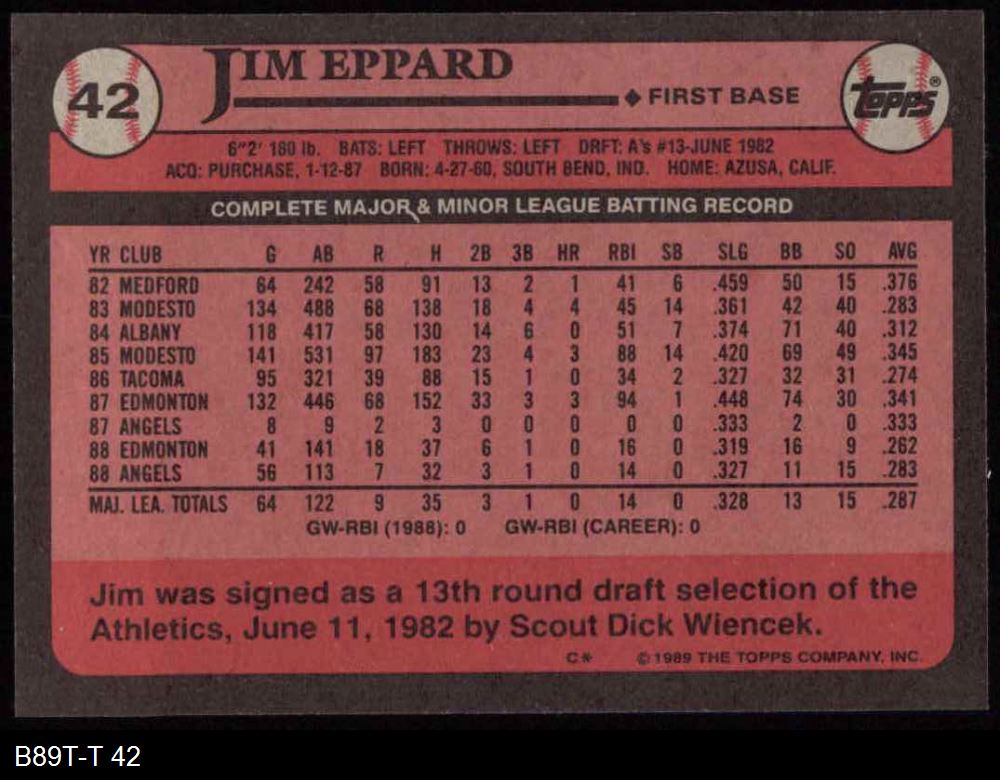 42 JIM EPPARD ◆ FIRST BASE topps®
6"2' 180 lb. BATS: LEFT THROWS: LEFT DRFT: A's #13-JUNE 1982
ACQ: PURCHASE, 1-12-87 BORN: 4-27-60, SOUTH BEND, IND. HOME: AZUSA, CALIF.
COMPLETE MAJOR & MINOR LEAGUE BATTING RECORD
YR CLUB G AB R H 2B 3B HR RBI SB SLG BB SO AVG
82 MEDFORD 64 242 58 91 13 2 1 41 6 .459 50 15 .376
83 MODESTO 134 488 68 138 18 4 4 45 14 .361 42 40 .283
84 ALBANY 118 417 58 130 14 6 0 51 7 .374 71 40 .312
85 MODESTO 141 531 97 183 23 4 3 88 14 .420 69 49 .345
86 TACOMA 95 321 39 88 15 1 0 34 2 .327 32 31 .274
87 EDMONTON 132 446 68 152 33 3 3 94 1 .448 74 30 .341
87 ANGELS 8 9 2 3 0 0 0 0 0 .333 2 0 .333
88 EDMONTON 41 141 18 37 6 1 0 16 0 .319 16 9 .262
88 ANGELS 56 113 7 32 3 1 0 14 0 .327 11 15 .283
MAJ. LEA. TOTALS 64 122 9 35 3 1 0 14 0 .328 13 15 .287
GW-RBI (1988): 0 GW-RBI (CAREER): 0
Jim was signed as a 13th round draft selection of the
Athletics, June 11, 1982 by Scout Dick Wiencek.
C* © 1989 THE TOPPS COMPANY, INC.
B89T-T 42